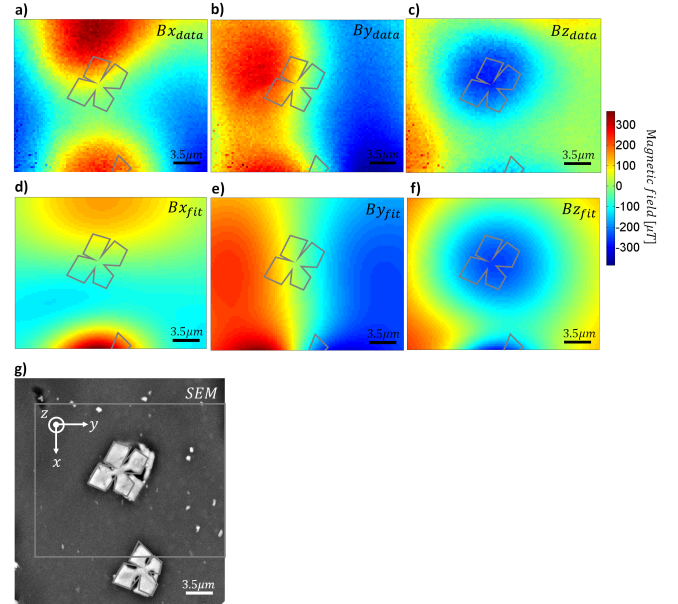 a)
Bx_data
3.5μm
b)
By_data
3.5μm
c)
Bz_data
3.5μm
d)
Bx_fit
3.5μm
e)
By_fit
3.5μm
f)
Bz_fit
3.5μm
300
200
100
0
-100
-200
-300
Magnetic field [μT]
g)
SEM
z
y
x
3.5μm